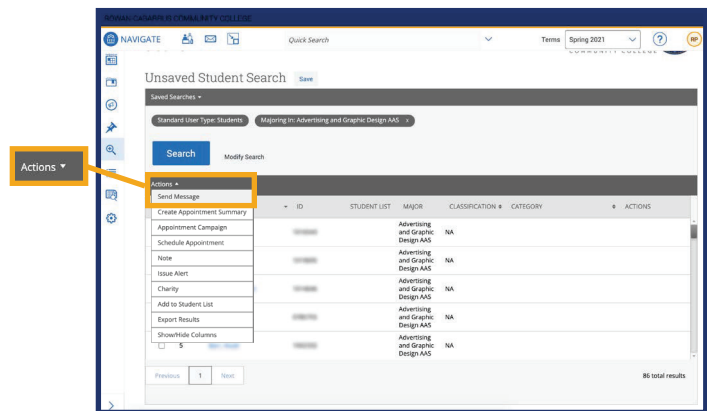 ROWAN CABARRUS COMMUNITY COLLEGE
NAVIGATE Quick Search Terms Spring 2021 ? RP
COMMUNITY COLLEGE
Unsaved Student Search Save
Saved Searches
Standard User Type: Students Majoring in: Advertising and Graphic Design AAS x
Search Modify Search
Actions
Actions
Send Message
ID STUDENT LIST MAJOR CLASSIFICATION CATEGORY ACTIONS
Create Appointment Summary
Appointment Campaign
Schedule Appointment
Note
Issue Alert
Charity
Add to Student List
Export Results
Show/Hide Columns
Advertising
and Graphic NA
Design AAS
Advertising
and Graphic NA
Design AAS
Advertising
and Graphic NA
Design AAS
Advertising
and Graphic NA
Design AAS
5
Advertising
and Graphic NA
Design AAS
Previous 1 Next 86 total results